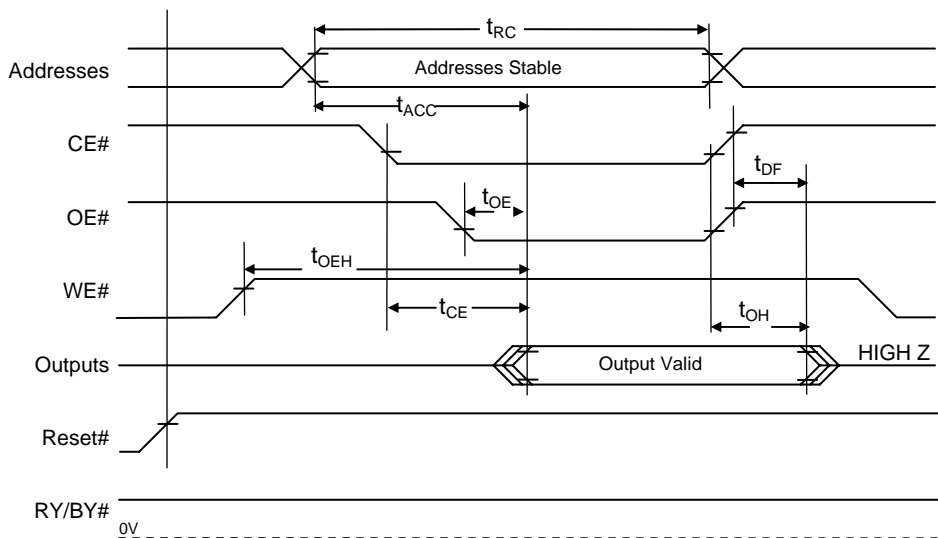 tRC
Addresses
Addresses Stable
tACC
CE#
tDF
OE#
tOE
tOEH
WE#
tCE
tOH
Outputs
Output Valid
HIGH Z
Reset#
RY/BY#
0V